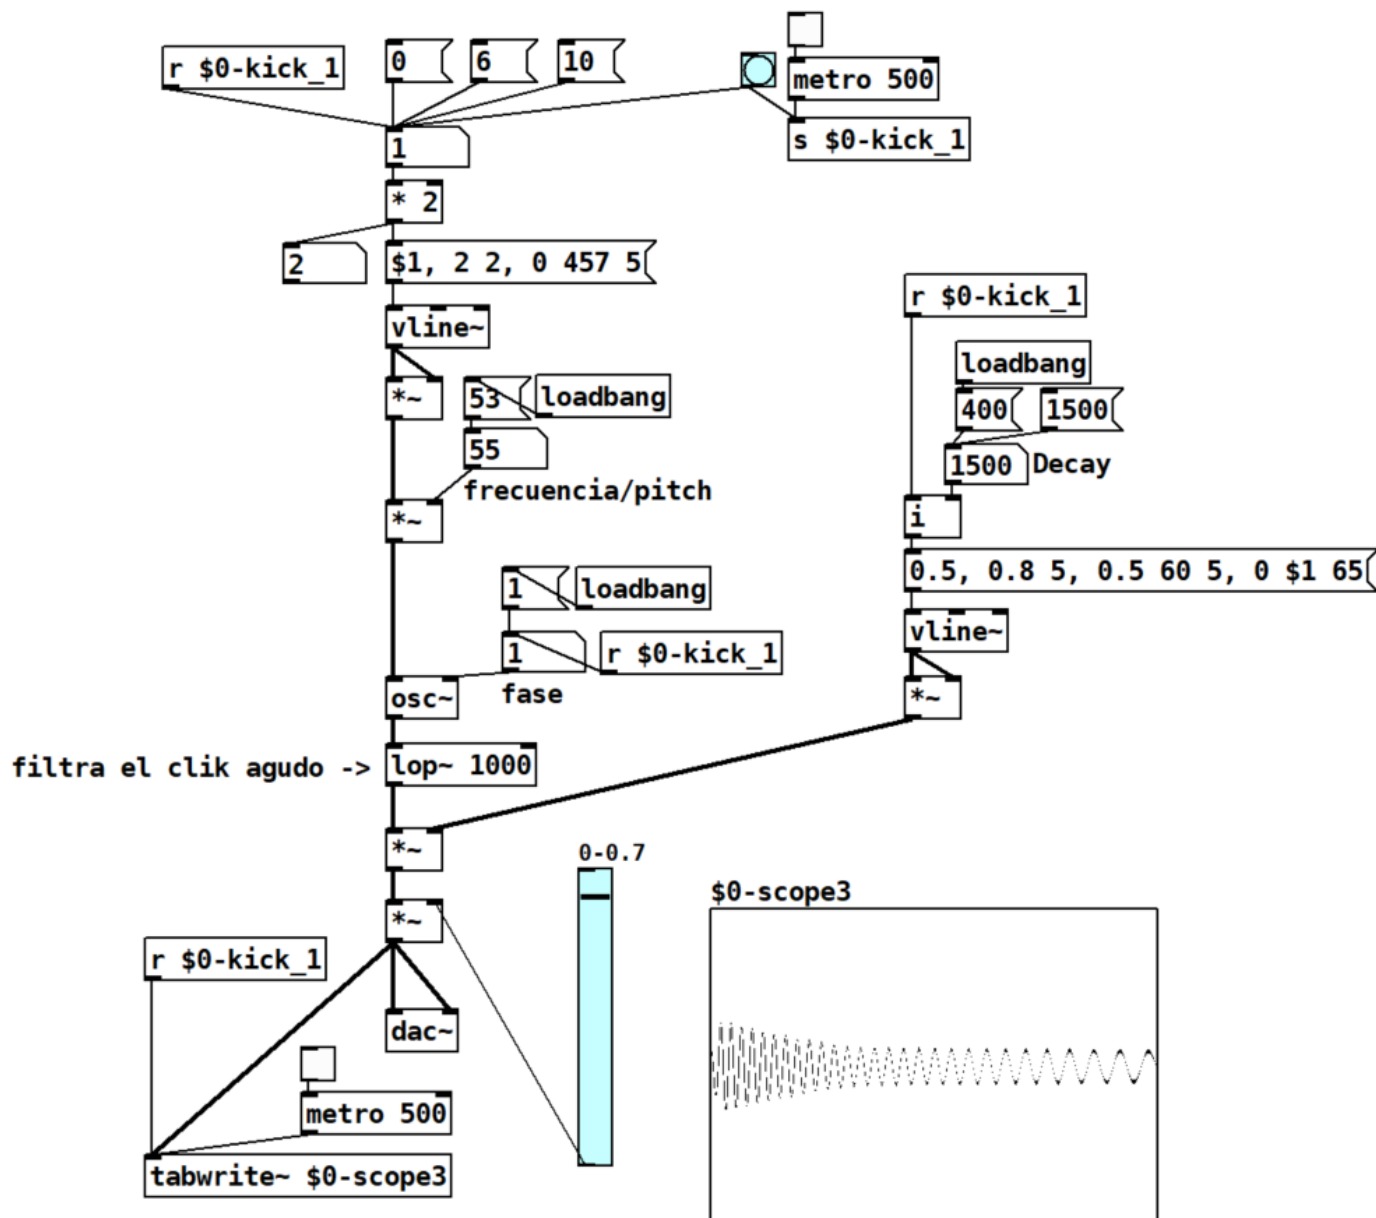 r $0-kick_1
0
6
10
metro 500
s $0-kick_1
1
* 2
2
$1, 2 2, 0 457 5
vline~
*~
53
loadbang
55
frecuencia/pitch
*~
1
loadbang
1
r $0-kick_1
fase
osc~
filtra el clik agudo ->
lop~ 1000
*~
*~
dac~
r $0-kick_1
metro 500
tabwrite~ $0-scope3
0-0.7
r $0-kick_1
loadbang
400
1500
1500
Decay
i
0.5, 0.8 5, 0.5 60 5, 0 $1 65
vline~
*~
$0-scope3